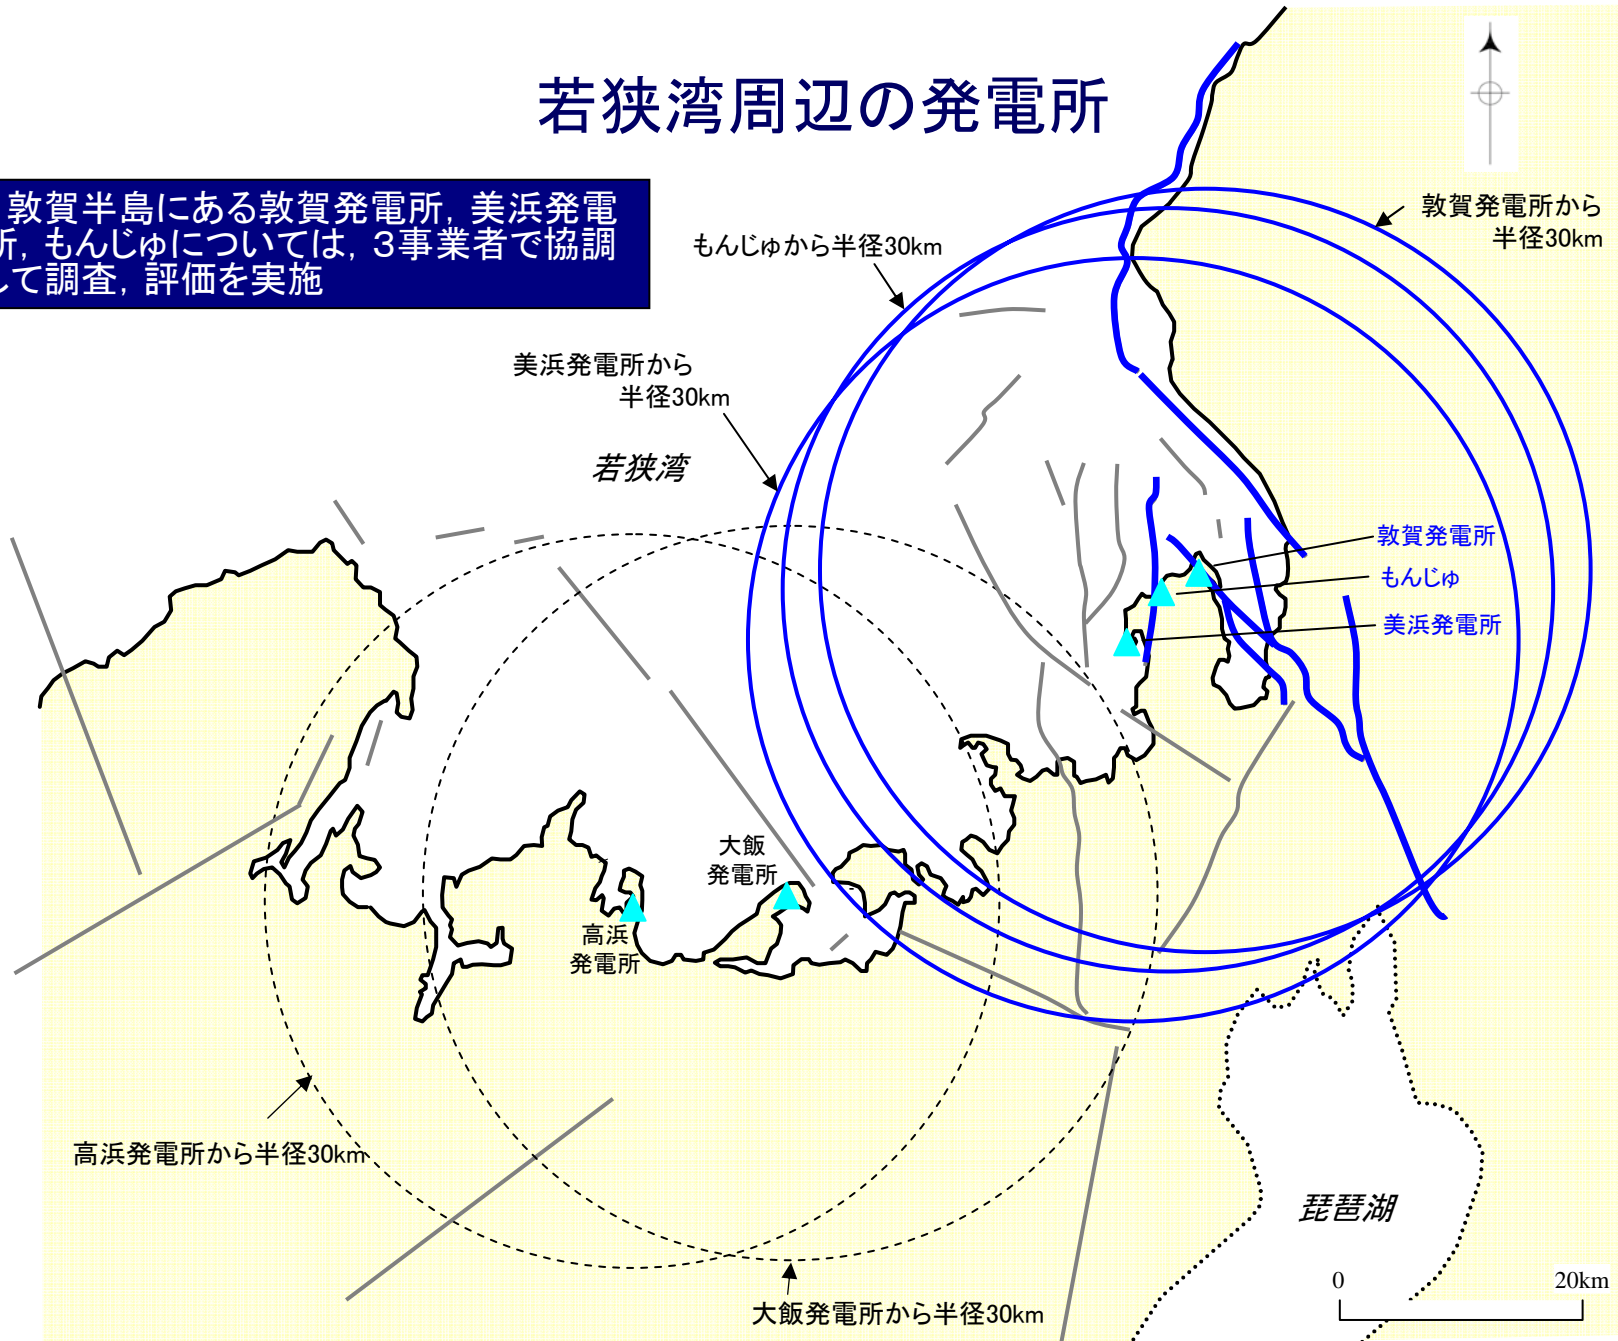 若狭湾周辺の発電所
敦賀半島にある敦賀発電所，美浜発電
所，もんじゅについては，３事業者で協調
して調査，評価を実施
敦賀発電所から
半径30km
もんじゅから半径30km
美浜発電所から
半径30km
若狭湾
敦賀発電所
もんじゅ
美浜発電所
大飯
発電所
高浜
発電所
高浜発電所から半径30km
琵琶湖
0 20km
大飯発電所から半径30km